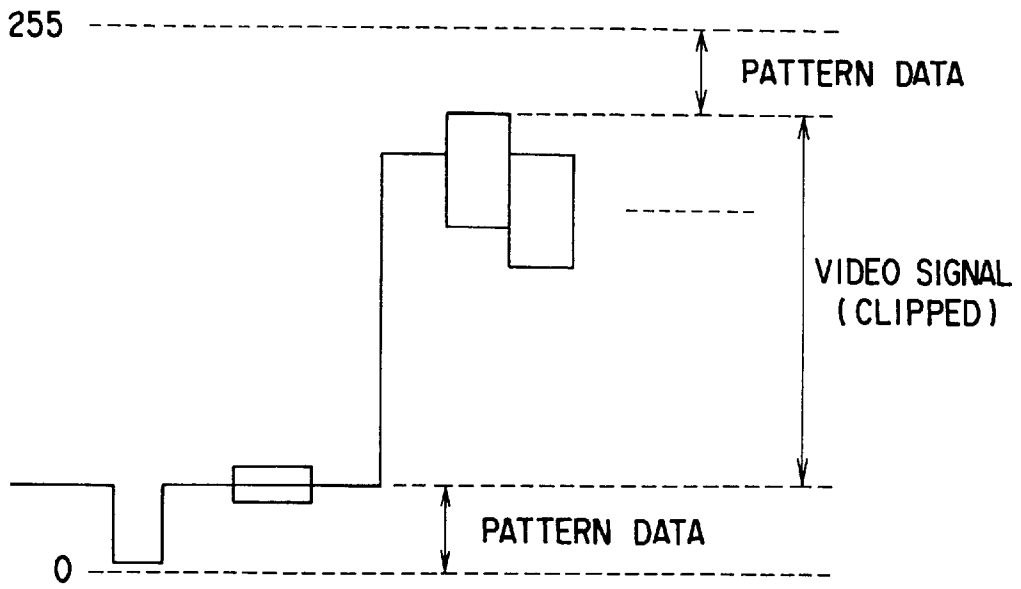 255
PATTERN DATA
VIDEO SIGNAL
(CLIPPED)
PATTERN DATA
0